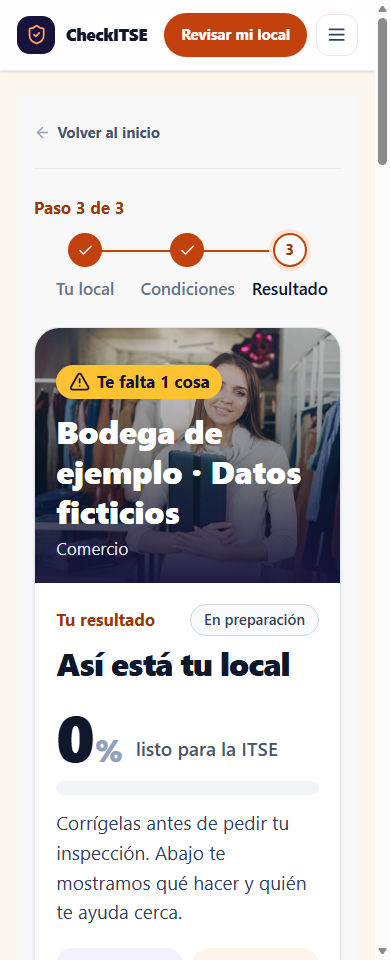 CheckITSE
Revisar mi local
Volver al inicio
Paso 3 de 3
3
Tu local
Condiciones
Resultado
Te falta 1 cosa
Bodega de
ejemplo · Datos
ficticios
Comercio
Tu resultado
En preparación
Así está tu local
0% listo para la ITSE
Corrígelas antes de pedir tu
inspección. Abajo te
mostramos qué hacer y quién
te ayuda cerca.